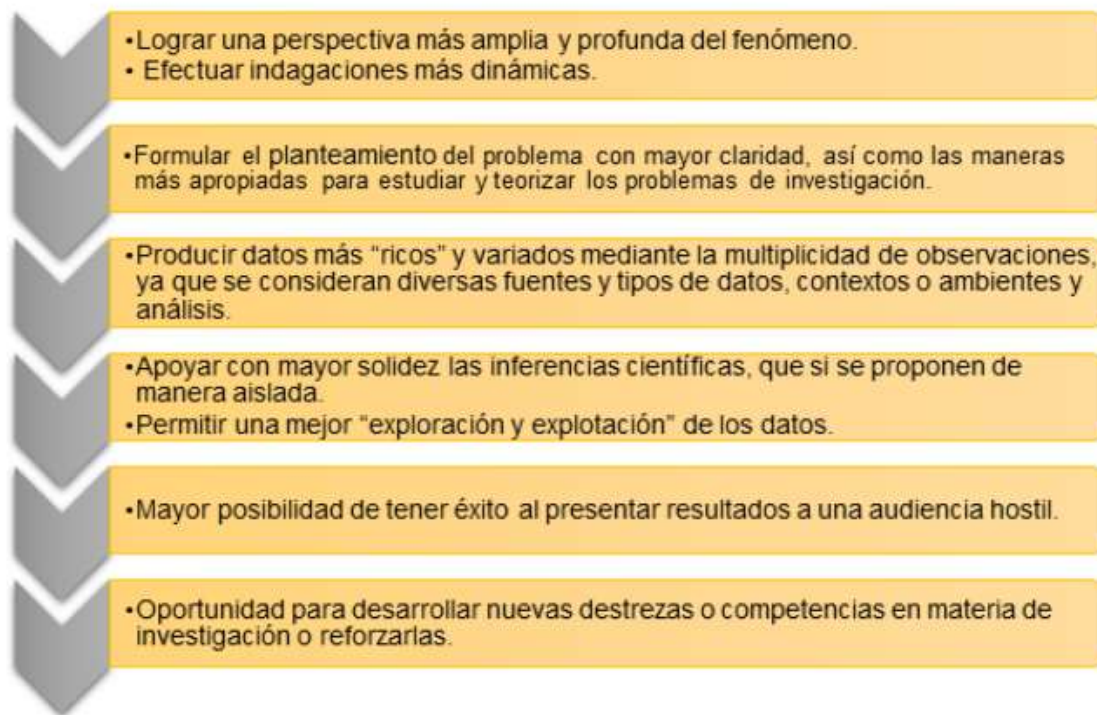 •Lograr una perspectiva más amplia y profunda del fenómeno.
• Efectuar indagaciones más dinámicas.
•Formular el planteamiento del problema con mayor claridad, así como las maneras
más apropiadas para estudiar y teorizar los problemas de investigación.
•Producir datos más “ricos” y variados mediante la multiplicidad de observaciones,
ya que se consideran diversas fuentes y tipos de datos, contextos o ambientes y
análisis.
•Apoyar con mayor solidez las inferencias científicas, que si se proponen de
manera aislada.
•Permitir una mejor “exploración y explotación” de los datos.
•Mayor posibilidad de tener éxito al presentar resultados a una audiencia hostil.
•Oportunidad para desarrollar nuevas destrezas o competencias en materia de
investigación o reforzarlas.